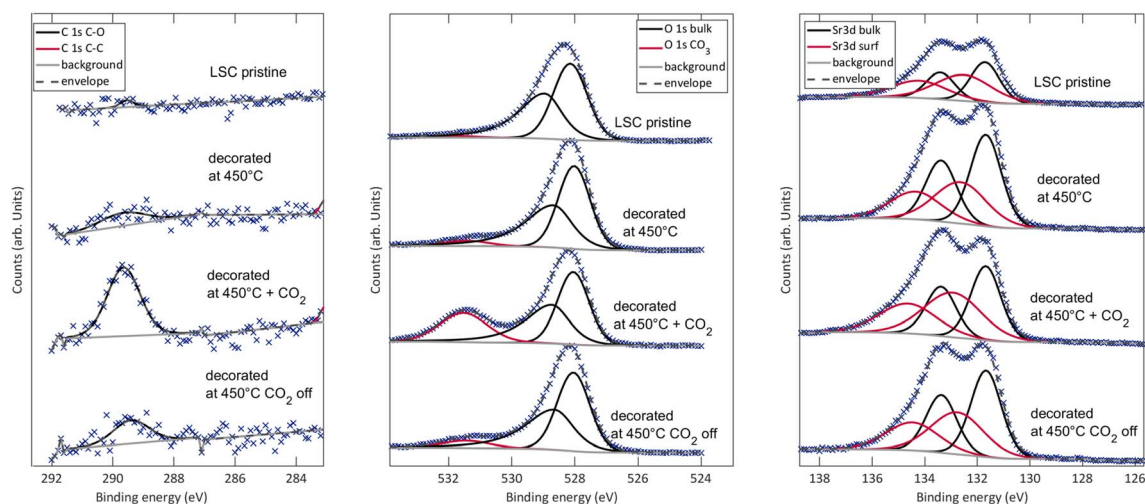 C 1s C-O
C 1s C-C
background
envelope
LSC pristine
decorated
at 450°C
decorated
at 450°C + CO2
decorated
at 450°C CO2 off
Counts (arb. Units)
292 290 288 286 284
Binding energy (eV)
O 1s bulk
O 1s CO3
background
envelope
LSC pristine
decorated
at 450°C
decorated
at 450°C + CO2
decorated
at 450°C CO2 off
Counts (arb. Units)
532 530 528 526 524
Binding energy (eV)
Sr3d bulk
Sr3d surf
background
envelope
LSC pristine
decorated
at 450°C
decorated
at 450°C + CO2
decorated
at 450°C CO2 off
Counts (arb. Units)
138 136 134 132 130 128 126
Binding energy (eV)